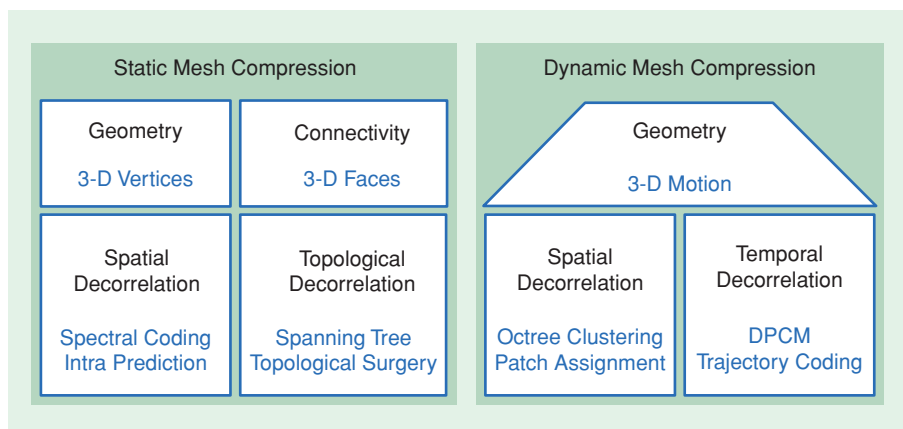 Static Mesh Compression
Geometry
3-D Vertices
Connectivity
3-D Faces
Spatial
Decorrelation
Spectral Coding
Intra Prediction
Topological
Decorrelation
Spanning Tree
Topological Surgery
Dynamic Mesh Compression
Geometry
3-D Motion
Spatial
Decorrelation
Octree Clustering
Patch Assignment
Temporal
Decorrelation
DPCM
Trajectory Coding